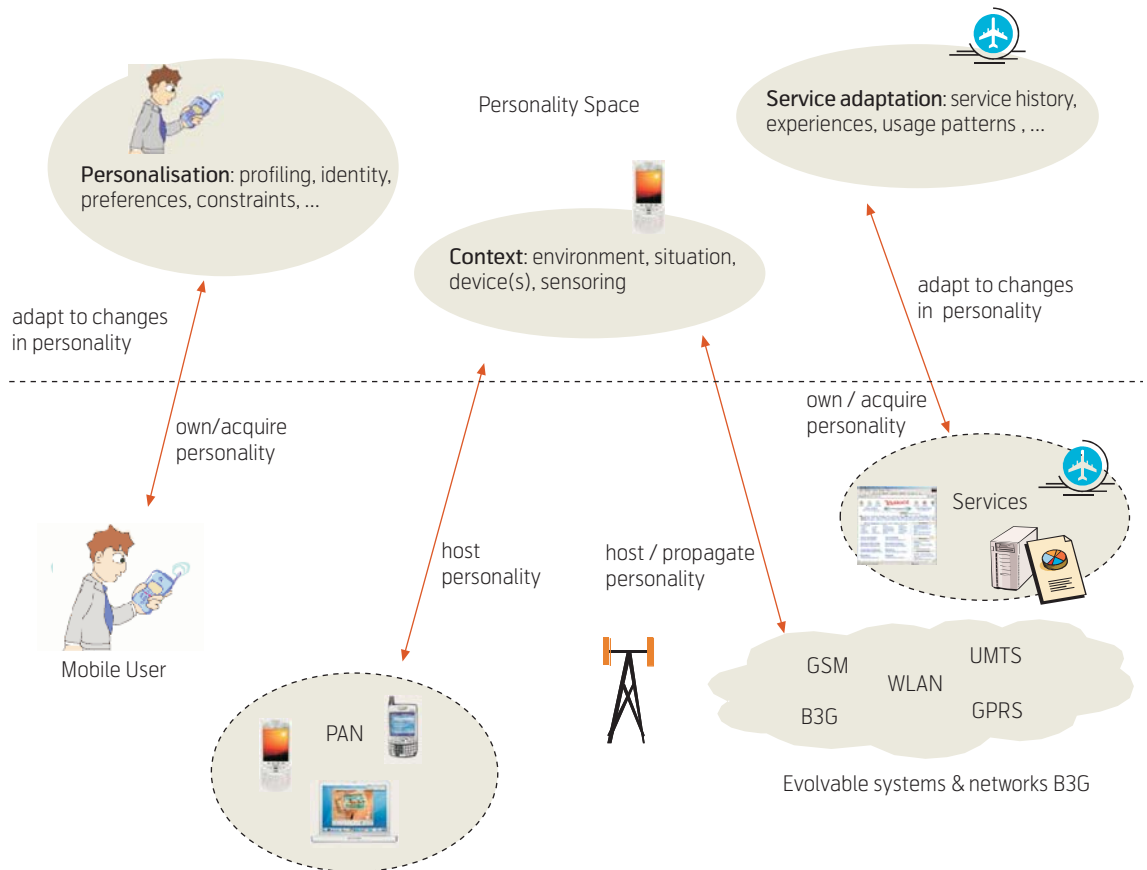 Personality Space
Service adaptation: service history,
experiences, usage patterns , ...
Personalisation: profiling, identity,
preferences, constraints, ...
Context: environment, situation,
device(s), sensoring
adapt to changes
in personality
adapt to changes
in personality
own/acquire
personality
own / acquire
personality
Services
host
personality
host / propagate
personality
Mobile User
GSM
UMTS
WLAN
B3G
GPRS
PAN
Evolvable systems & networks B3G